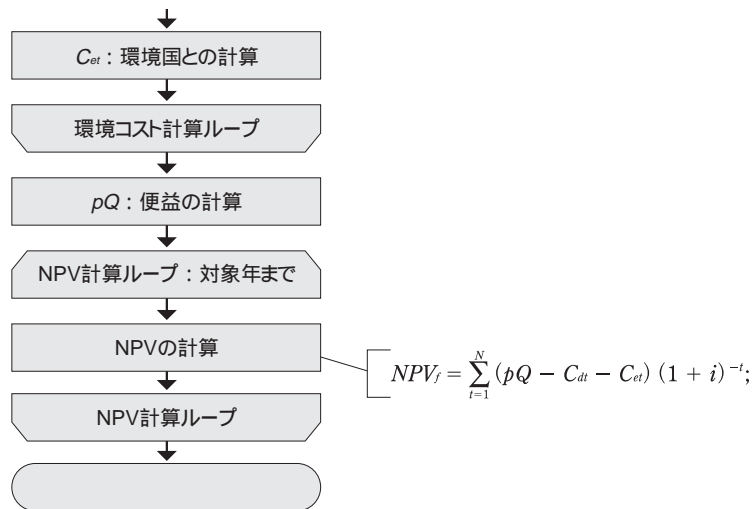 Cet：環境国との計算
環境コスト計算ループ
pQ：便益の計算
NPV計算ループ：対象年まで
NPVの計算
NPVf = ∑_{t=1}^{N} (pQ − Cdt − Cet) (1 + i)^{−t};
NPV計算ループ